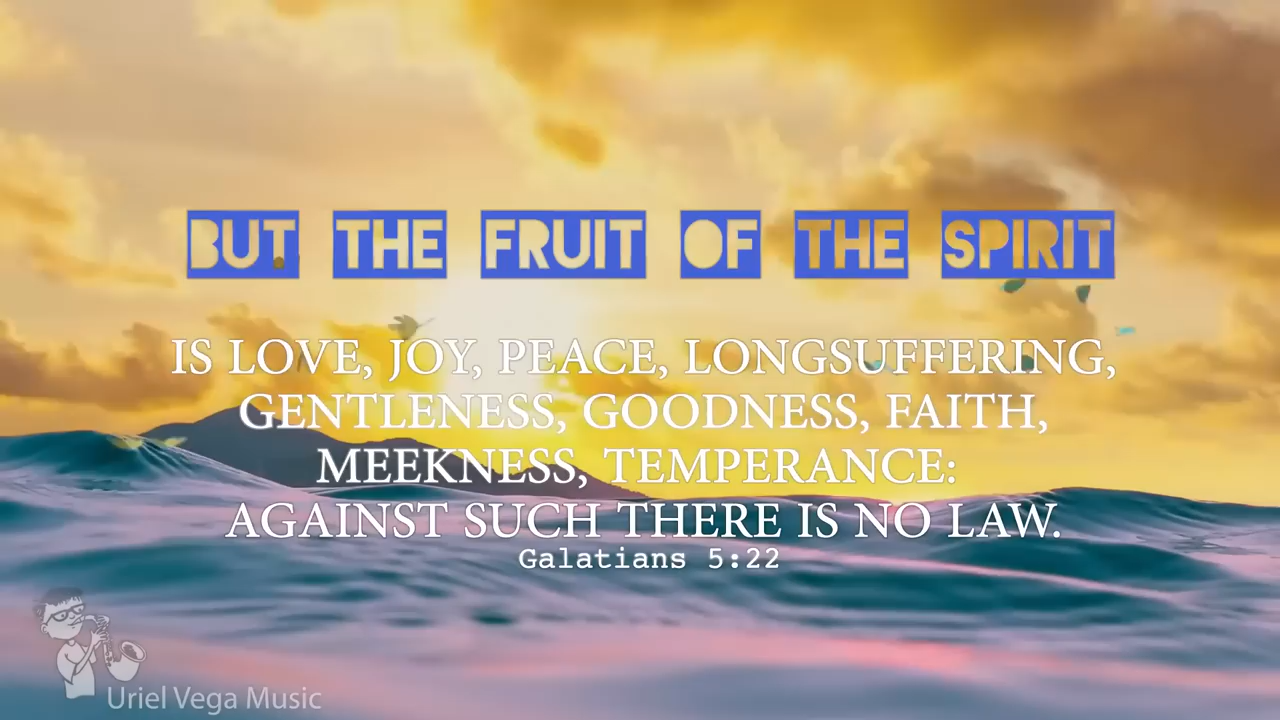 BUT THE FRUIT OF THE SPIRIT
IS LOVE, JOY, PEACE, LONGSUFFERING,
GENTLENESS, GOODNESS, FAITH,
MEEKNESS, TEMPERANCE:
AGAINST SUCH THERE IS NO LAW.
Galatians 5:22
Uriel Vega Music